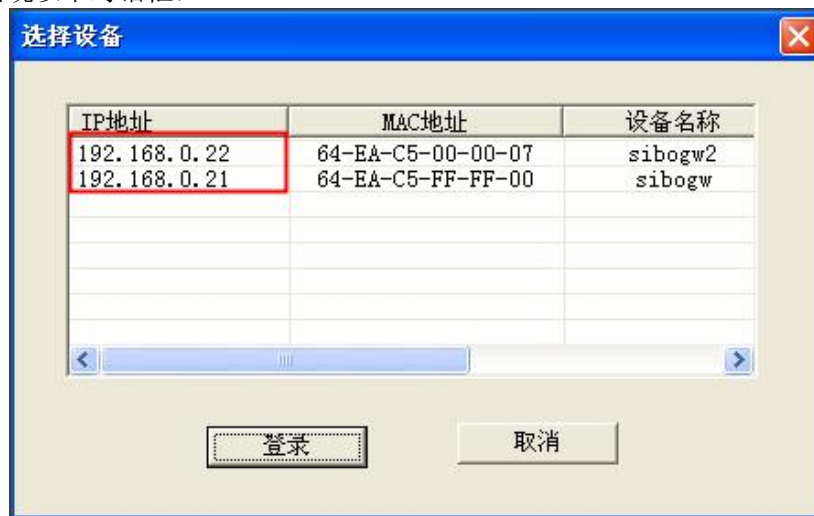 选择设备
IP地址 MAC地址 设备名称
192.168.0.22 64-EA-C5-00-00-07 sibogw2
192.168.0.21 64-EA-C5-FF-FF-00 sibogw
登录 取消